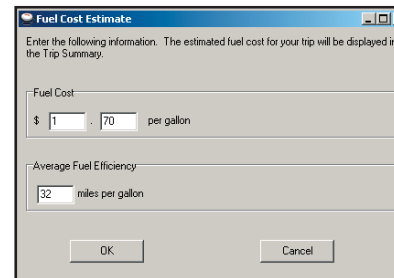 Fuel Cost Estimate
Enter the following information. The estimated fuel cost for your trip will be displayed in
the Trip Summary.
Fuel Cost
$ 1 . 70 per gallon
Average Fuel Efficiency
32 miles per gallon
OK Cancel